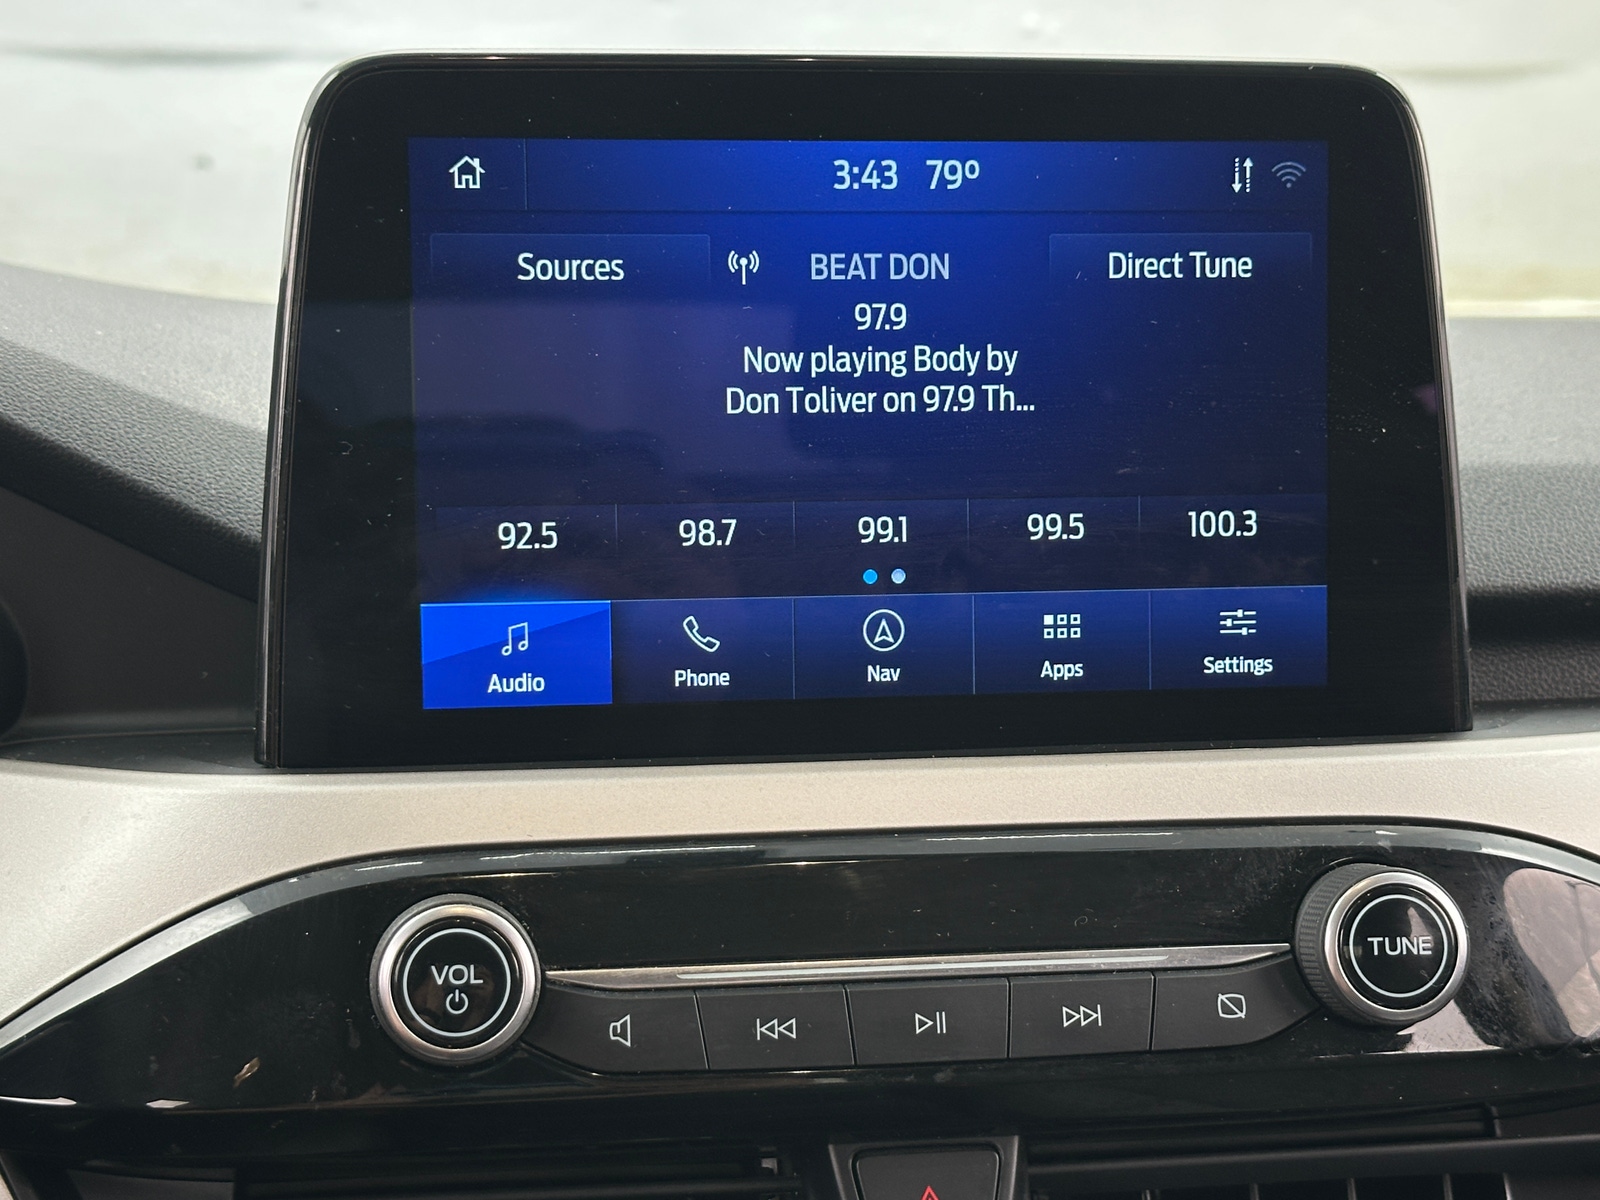 3:43 79°
Sources BEAT DON Direct Tune
97.9
Now playing Body by
Don Toliver on 97.9 Th...
92.5 98.7 99.1 99.5 100.3
Audio Phone Nav Apps Settings
VOL TUNE